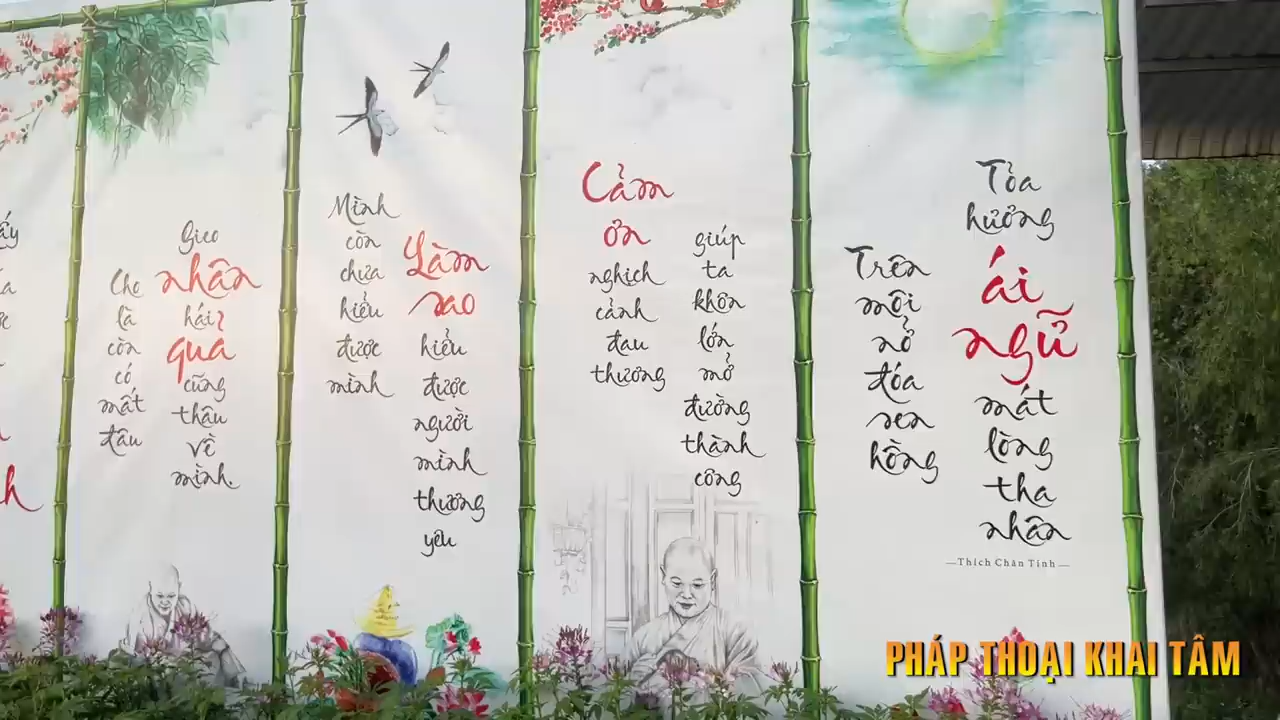 Cho
là
còn
có
mất
đâu
Gieo
nhân
hái
quả
cũng
thâu
về
mình.
Mình
còn
chưa
hiểu
được
mình
Làm
sao
hiểu
được
người
mình
thương
yêu
Cảm
ơn
nghịch
cảnh
đau
thương
giúp
ta
khôn
lớn
mở
đường
thành
công
Trên
môi
nở
đóa
sen
hồng
Tỏa
hương
ái
ngữ
mát
lòng
tha
nhân
—Thích Chân Tính—
PHÁP THOẠI KHAI TÂM